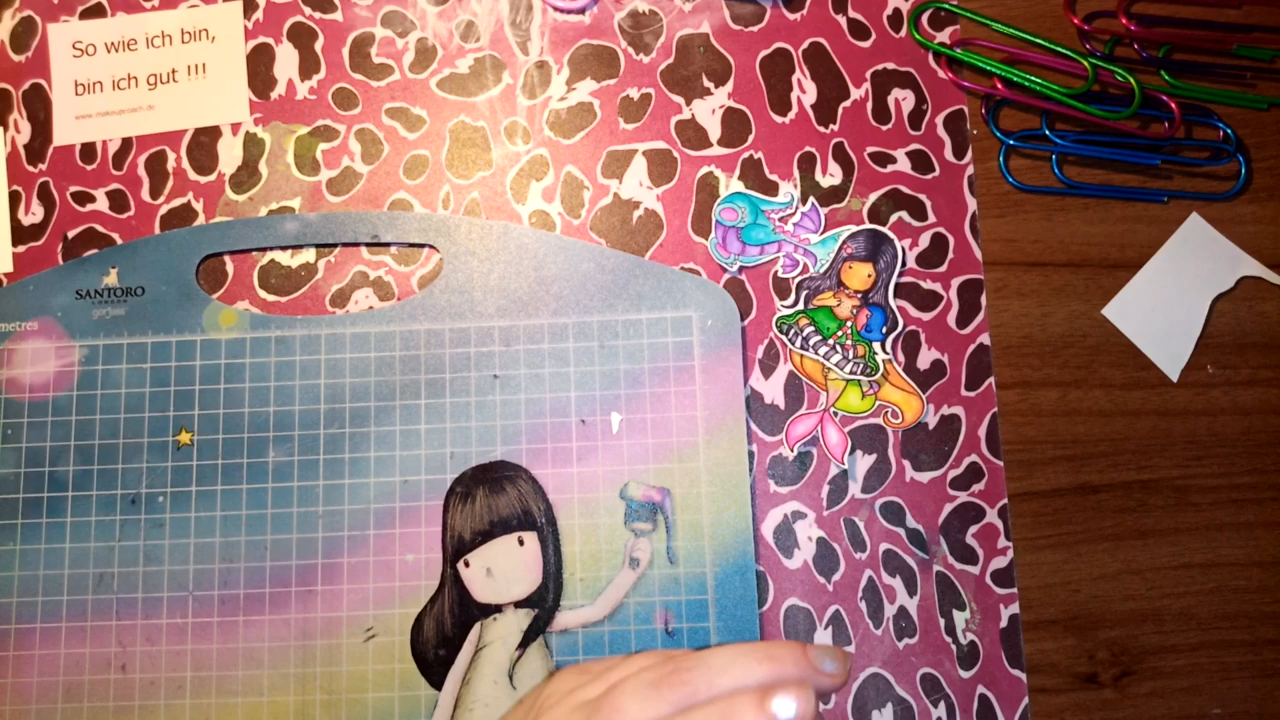 So wie ich bin,
bin ich gut !!!
www.makeupcoach.de
SANTORO
LONDON
gorjuss
metres